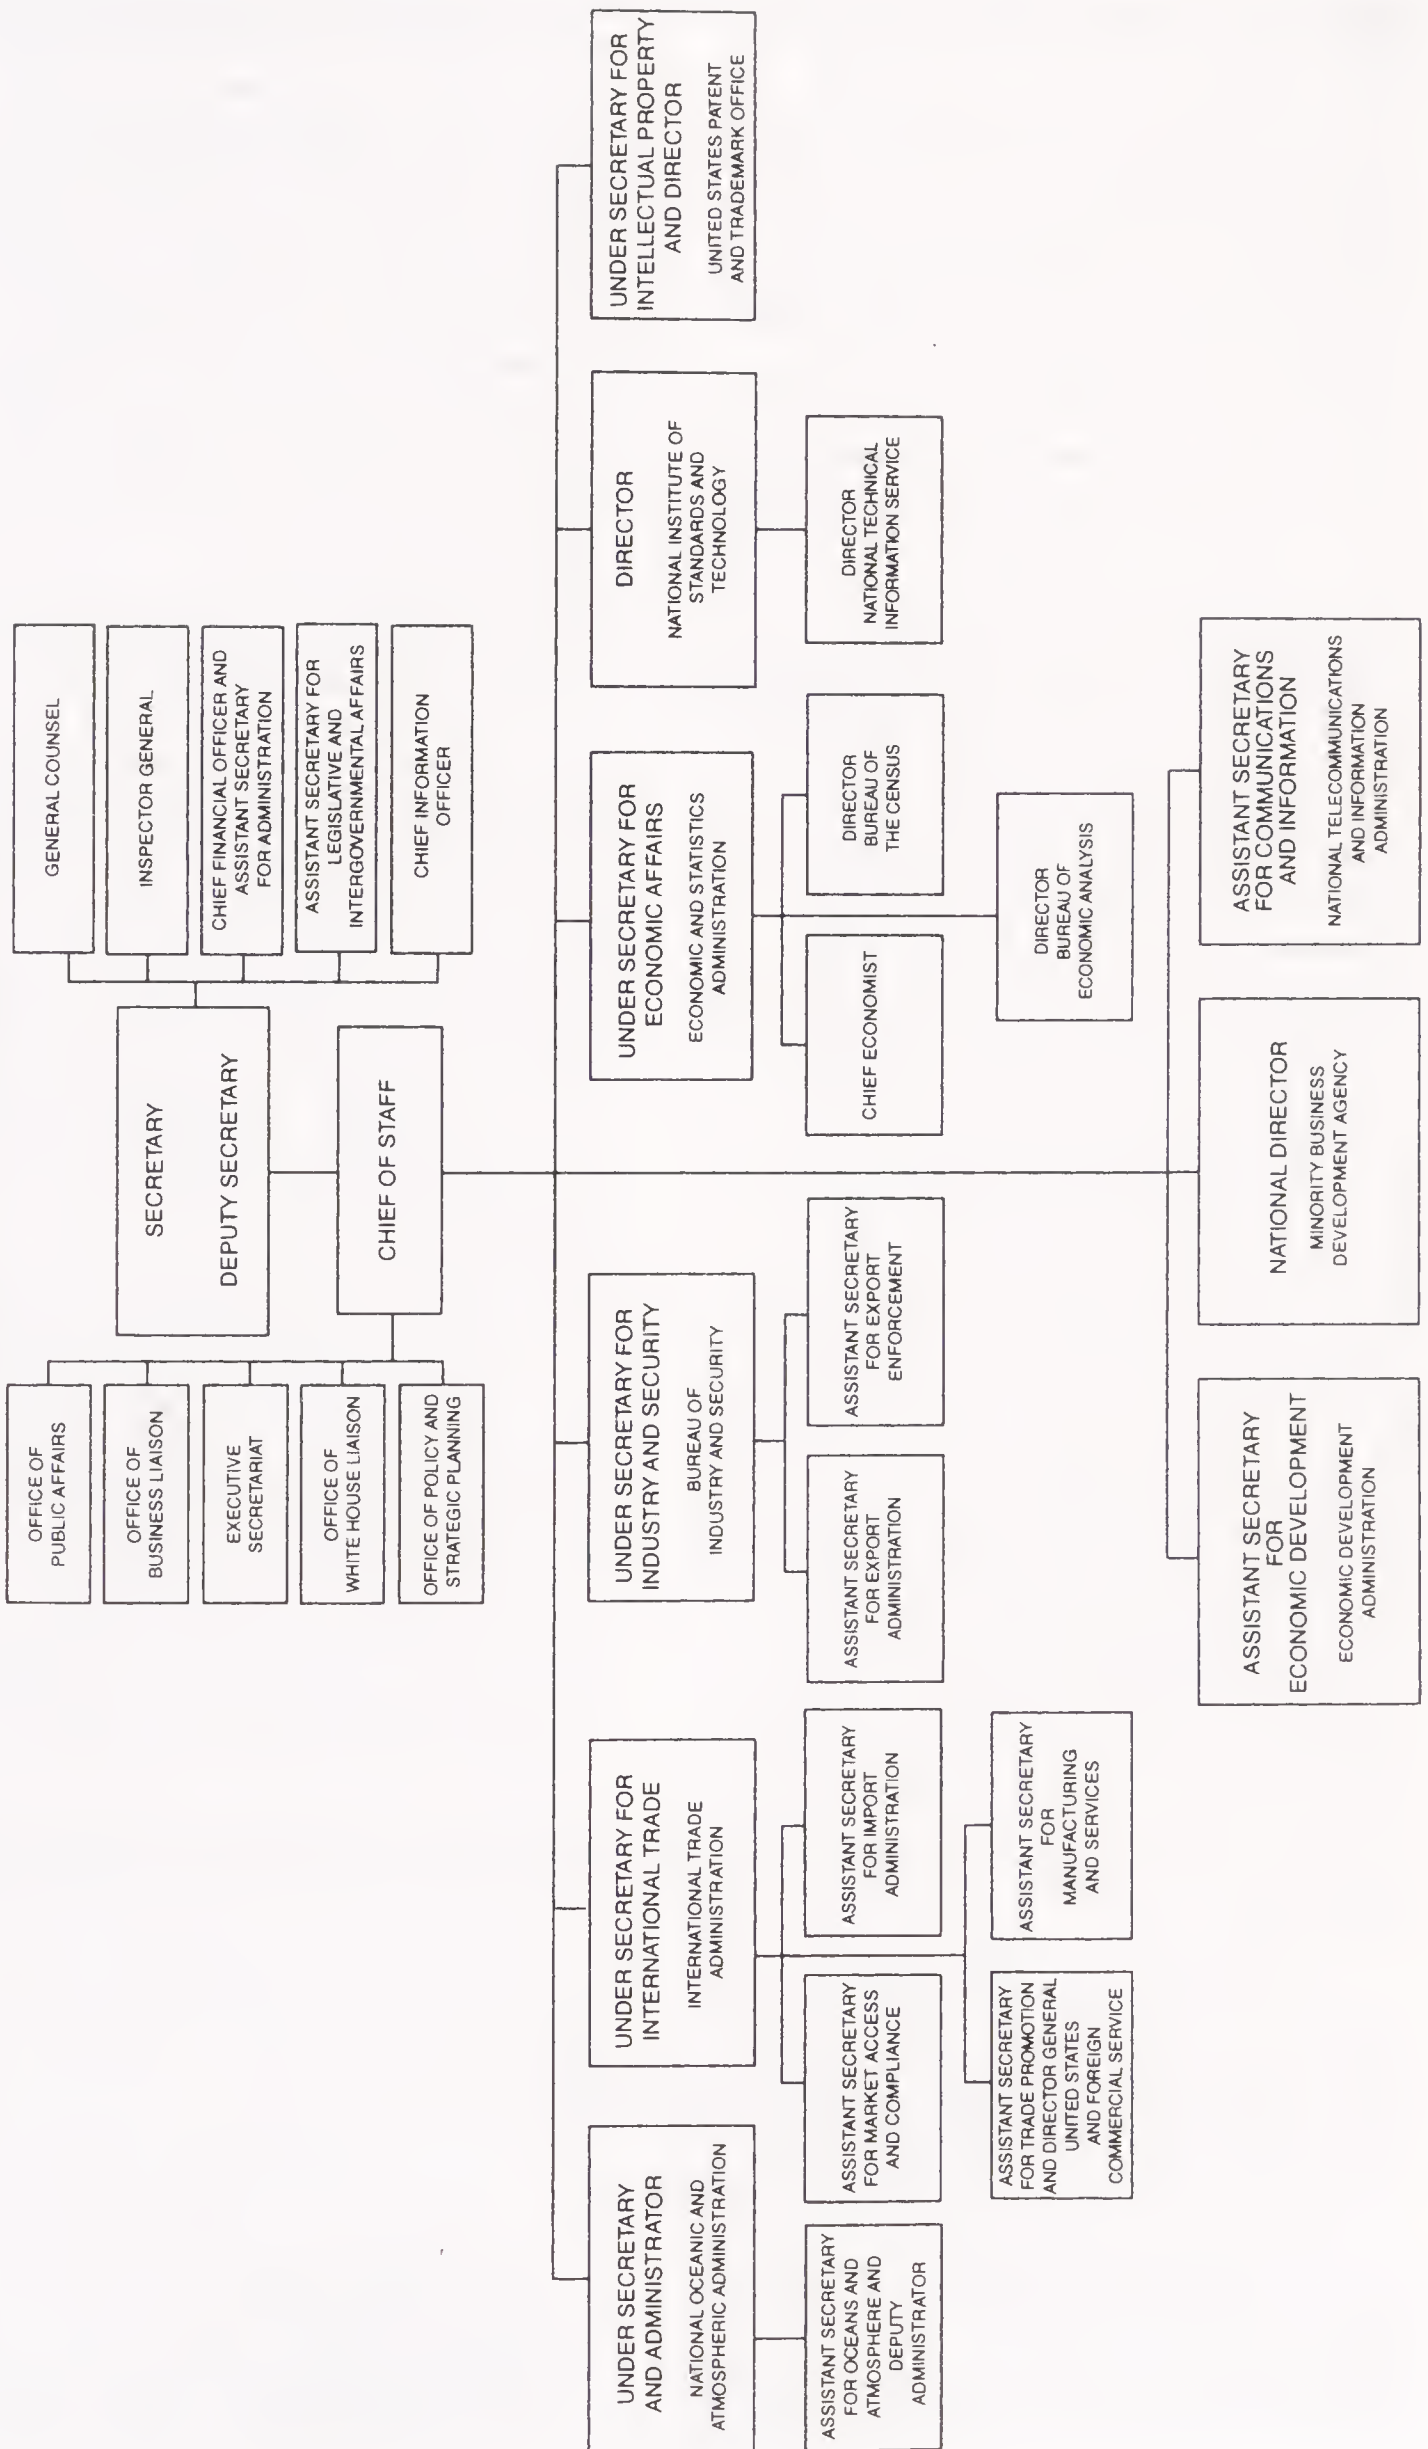 SECRETARY
DEPUTY SECRETARY
CHIEF OF STAFF
OFFICE OF
PUBLIC AFFAIRS
OFFICE OF
BUSINESS LIAISON
EXECUTIVE
SECRETARIAT
OFFICE OF
WHITE HOUSE LIAISON
OFFICE OF POLICY AND
STRATEGIC PLANNING
GENERAL COUNSEL
INSPECTOR GENERAL
CHIEF FINANCIAL OFFICER AND
ASSISTANT SECRETARY
FOR ADMINISTRATION
ASSISTANT SECRETARY FOR
LEGISLATIVE AND
INTERGOVERNMENTAL AFFAIRS
CHIEF INFORMATION
OFFICER
UNDER SECRETARY
AND ADMINISTRATOR
NATIONAL OCEANIC AND
ATMOSPHERIC ADMINISTRATION
ASSISTANT SECRETARY
FOR OCEANS AND
ATMOSPHERE AND
DEPUTY
ADMINISTRATOR
UNDER SECRETARY FOR
INTERNATIONAL TRADE
INTERNATIONAL TRADE
ADMINISTRATION
ASSISTANT SECRETARY
FOR MARKET ACCESS
AND COMPLIANCE
ASSISTANT SECRETARY
FOR IMPORT
ADMINISTRATION
ASSISTANT SECRETARY
FOR TRADE PROMOTION
AND DIRECTOR GENERAL
UNITED STATES
AND FOREIGN
COMMERCIAL SERVICE
ASSISTANT SECRETARY
FOR
MANUFACTURING
AND SERVICES
UNDER SECRETARY FOR
INDUSTRY AND SECURITY
BUREAU OF
INDUSTRY AND SECURITY
ASSISTANT SECRETARY
FOR EXPORT
ADMINISTRATION
ASSISTANT SECRETARY
FOR EXPORT
ENFORCEMENT
UNDER SECRETARY FOR
ECONOMIC AFFAIRS
ECONOMIC AND STATISTICS
ADMINISTRATION
CHIEF ECONOMIST
DIRECTOR
BUREAU OF
THE CENSUS
DIRECTOR
BUREAU OF
ECONOMIC ANALYSIS
DIRECTOR
NATIONAL INSTITUTE OF
STANDARDS AND
TECHNOLOGY
DIRECTOR
NATIONAL TECHNICAL
INFORMATION SERVICE
UNDER SECRETARY FOR
INTELLECTUAL PROPERTY
AND DIRECTOR
UNITED STATES PATENT
AND TRADEMARK OFFICE
ASSISTANT SECRETARY
FOR
ECONOMIC DEVELOPMENT
ECONOMIC DEVELOPMENT
ADMINISTRATION
NATIONAL DIRECTOR
MINORITY BUSINESS
DEVELOPMENT AGENCY
ASSISTANT SECRETARY
FOR COMMUNICATIONS
AND INFORMATION
NATIONAL TELECOMMUNICATIONS
AND INFORMATION
ADMINISTRATION